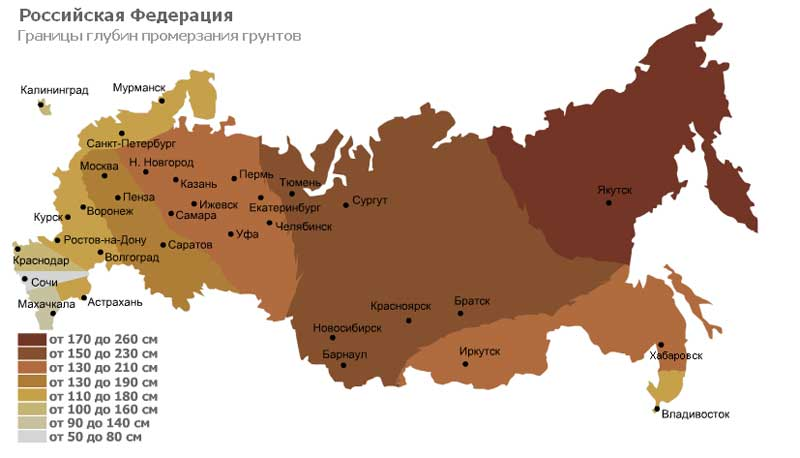 Российская Федерация
Границы глубин промерзания грунтов
Калининград
Мурманск
Санкт-Петербург
Москва
Н. Новгород
Казань
Пермь
Тюмень
Сургут
Якутск
Пенза
Ижевск
Екатеринбург
Курск
Воронеж
Самара
Челябинск
Уфа
Ростов-на-Дону
Саратов
Волгоград
Краснодар
Сочи
Махачкала
Астрахань
Красноярск
Братск
Новосибирск
Барнаул
Иркутск
Хабаровск
Владивосток
от 170 до 260 см
от 150 до 230 см
от 130 до 210 см
от 130 до 190 см
от 110 до 180 см
от 100 до 160 см
от 90 до 140 см
от 50 до 80 см